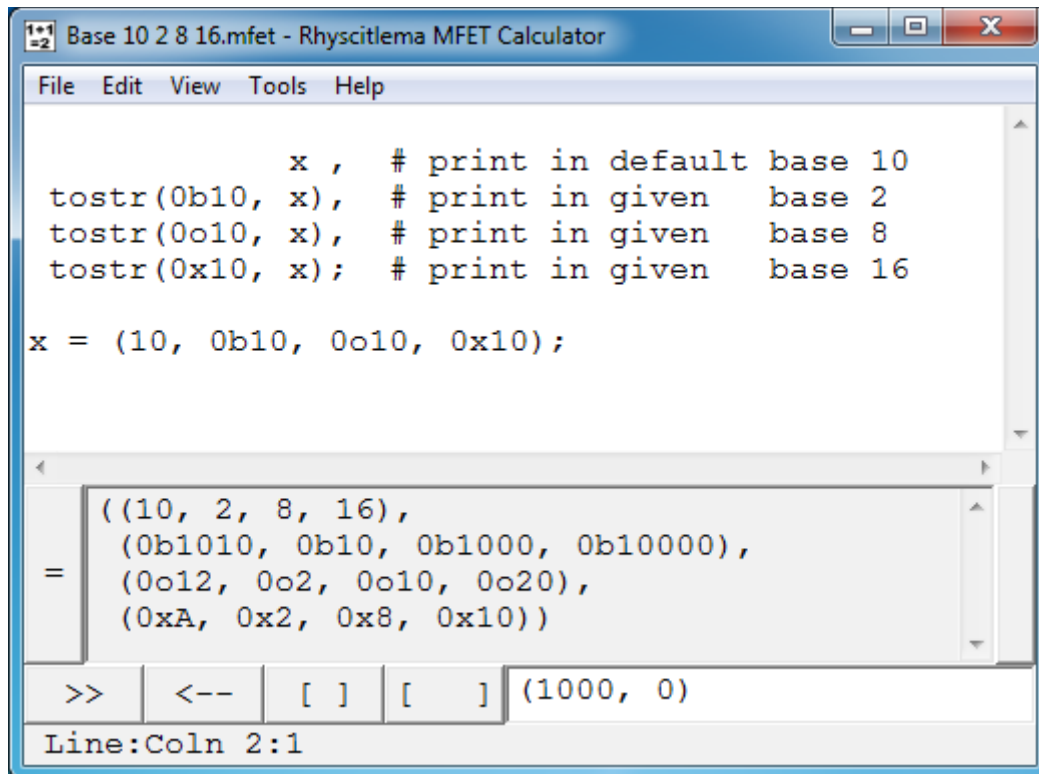 1+1
=2
Base 10 2 8 16.mfet - Rhyscitlema MFET Calculator
File Edit View Tools Help
x , # print in default base 10
tostr(0b10, x), # print in given base 2
tostr(0o10, x), # print in given base 8
tostr(0x10, x); # print in given base 16
x = (10, 0b10, 0o10, 0x10);
=
((10, 2, 8, 16),
(0b1010, 0b10, 0b1000, 0b10000),
(0o12, 0o2, 0o10, 0o20),
(0xA, 0x2, 0x8, 0x10))
>> <-- [ ] [ ] (1000, 0)
Line:Coln 2:1